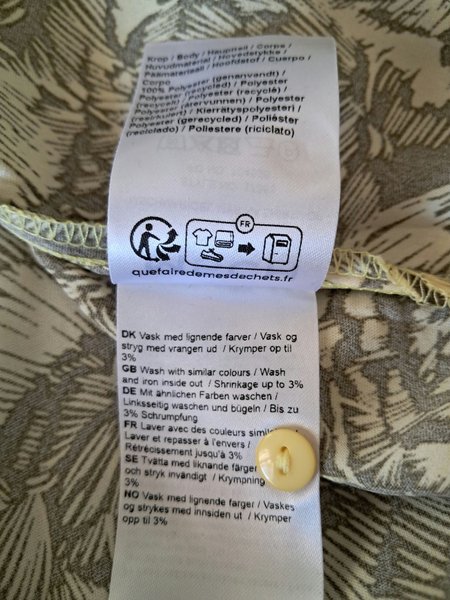 Krop / Body / Haupteil / Corps /
Huvudmaterial / Hovedstykke /
Päämateriaali / Hoofdstof / Cuerpo /
Corpo
100% Polyester (genanvendt) /
Polyester (recycled) / Polyester
(recycelt) / Polyester (recyclé) /
Polyester (återvunnen) / Polyester
(resirkulert) / Kierrätyspolyesteri /
Polyester (gerecycled) / Poliéster
(reciclado) / Poliestere (riciclato)
FR
quefairedemesdechets.fr
DK Vask med lignende farver / Vask og
stryg med vrangen ud / Krymper op til
3%
GB Wash with similar colours / Wash
and iron inside out / Shrinkage up to 3%
DE Mit ähnlichen Farben waschen /
Linksseitig waschen und bügeln / Bis zu
3% Schrumpfung
FR Laver avec des couleurs simil
Laver et repasser à l'envers /
Rétrécissement jusqu'à 3%
SE Tvätta med liknande färger
och stryk invändigt / Krympning
3%
NO Vask med lignende farger / Vaskes
og strykes med innsiden ut / Krymper
opp til 3%